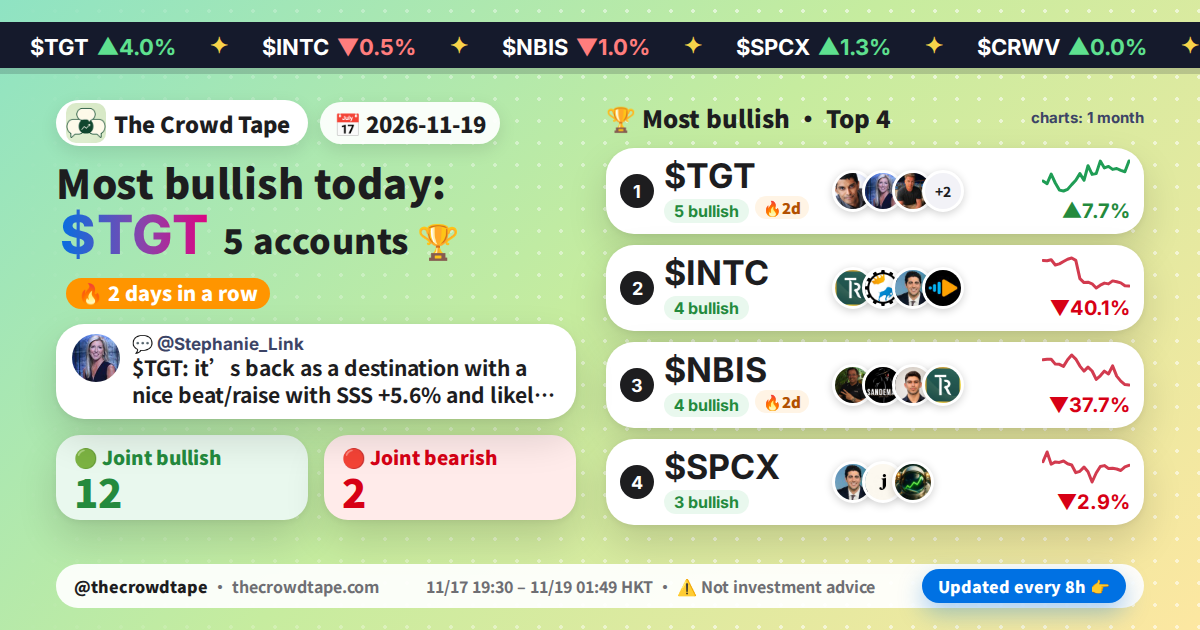 $TGT ▲4.0% ✦ $INTC ▼0.5% ✦ $NBIS ▼1.0% ✦ $SPCX ▲1.3% ✦ $CRWV ▲0.0% ✦
The Crowd Tape
📅 2026-11-19
Most bullish today:
$TGT 5 accounts 🏆
🔥 2 days in a row
💬 @Stephanie_Link
$TGT: it’s back as a destination with a
nice beat/raise with SSS +5.6% and likel…
🟢 Joint bullish
12
🔴 Joint bearish
2
🏆 Most bullish • Top 4
charts: 1 month
1
$TGT
5 bullish
🔥2d
+2
▲7.7%
2
$INTC
4 bullish
TR
▼40.1%
3
$NBIS
4 bullish
🔥2d
TR
▼37.7%
4
$SPCX
3 bullish
j
▼2.9%
@thecrowdtape • thecrowdtape.com
11/17 19:30 – 11/19 01:49 HKT • ⚠️ Not investment advice
Updated every 8h 👉